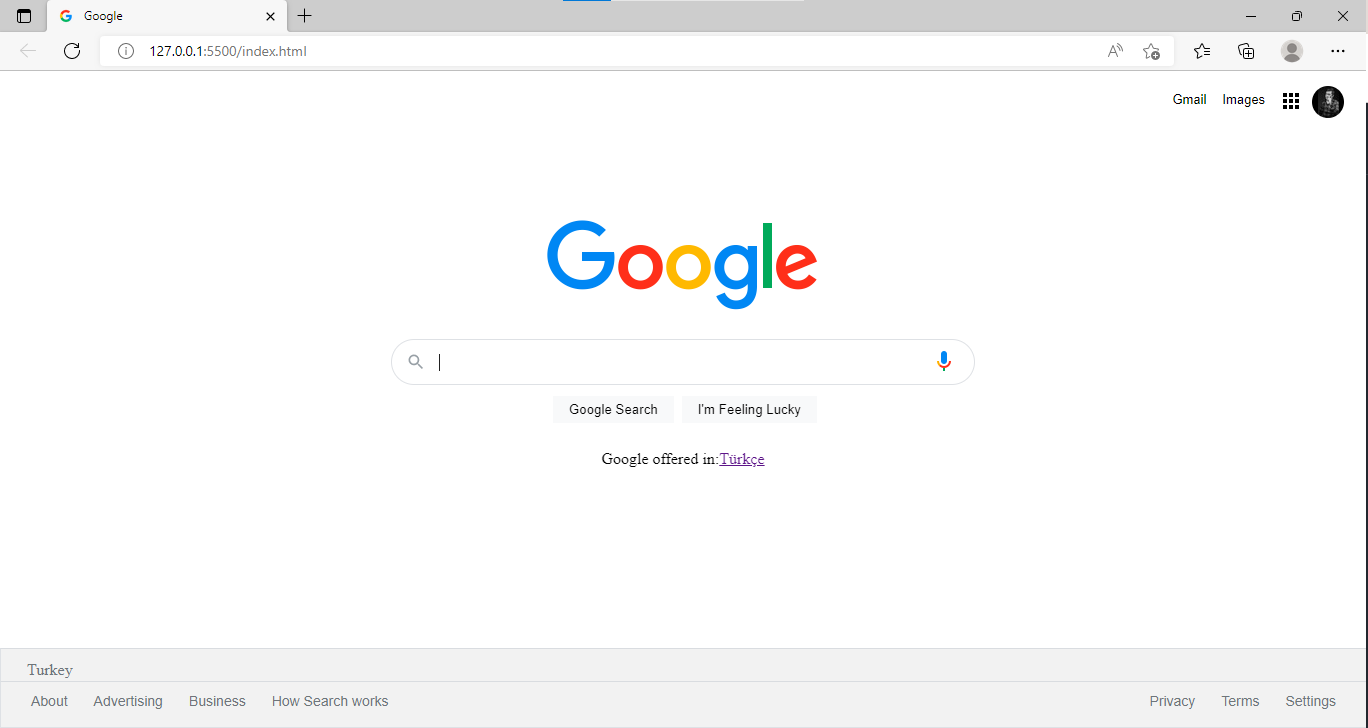 Google
127.0.0.1:5500/index.html
Gmail Images
Google
Google Search I'm Feeling Lucky
Google offered in:Türkçe
Turkey
About Advertising Business How Search works Privacy Terms Settings